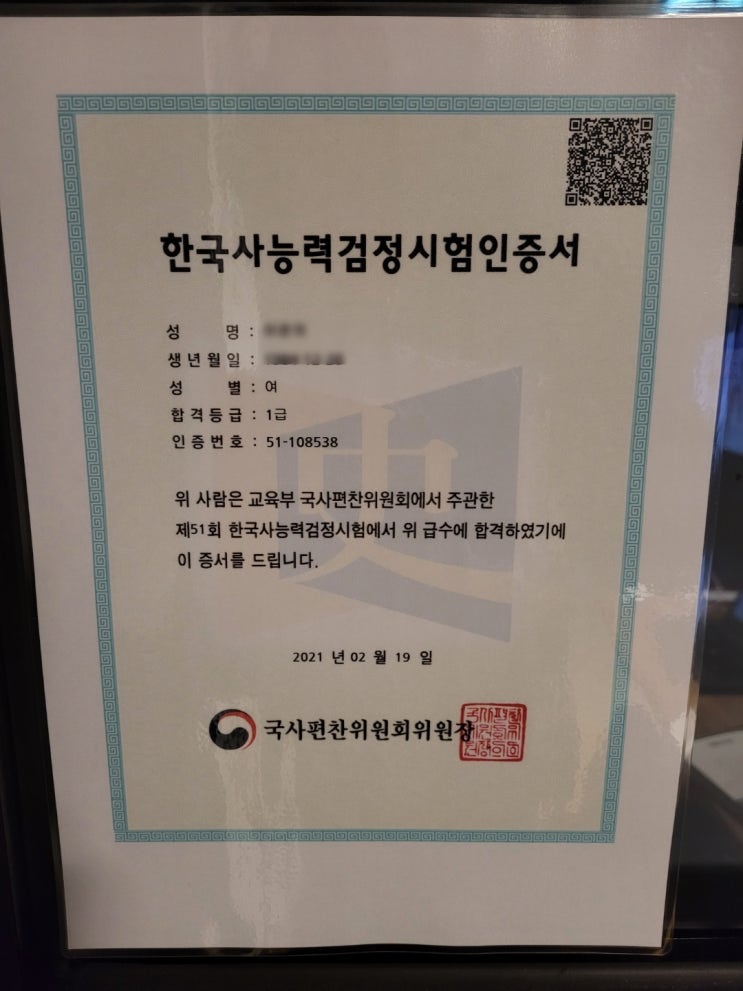 한국사능력검정시험인증서
성 명 :
생년월일 :
성 별 : 여
합격등급 : 1급
인증번호 : 51-108538
위 사람은 교육부 국사편찬위원회에서 주관한
제51회 한국사능력검정시험에서 위 급수에 합격하였기에
이 증서를 드립니다.
史
2021 년 02 월 19 일
국사편찬위원회위원장